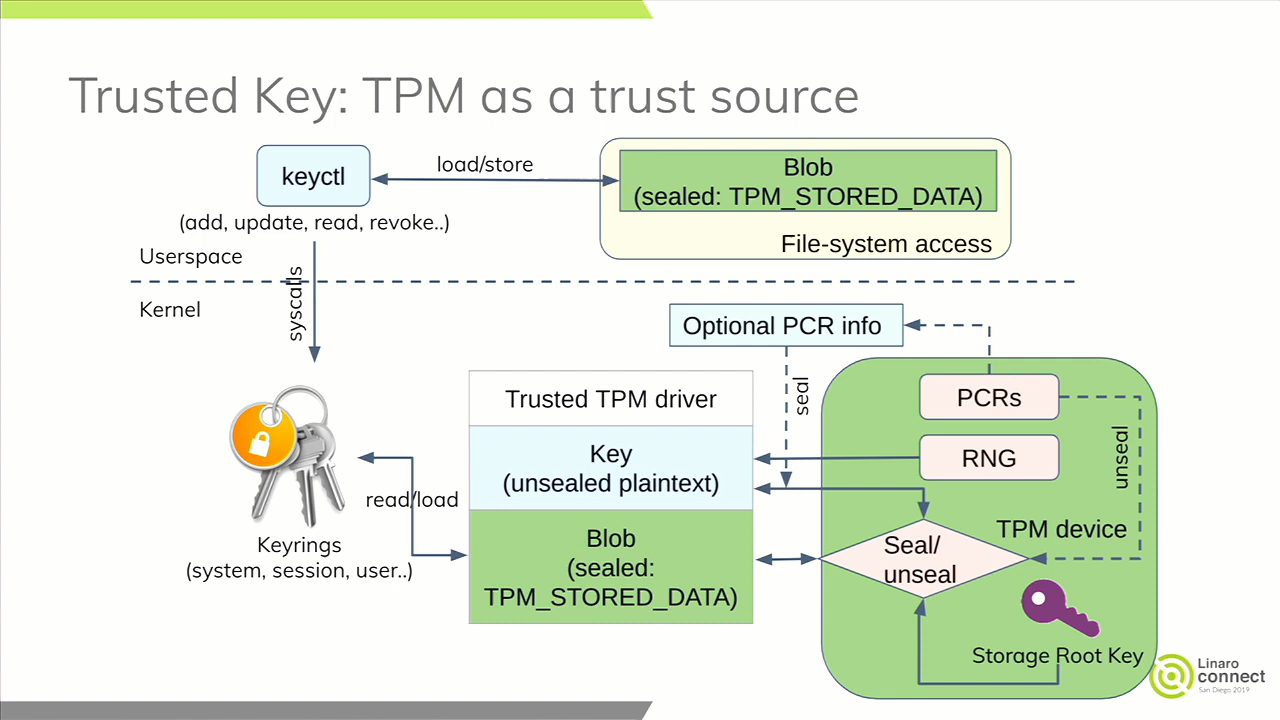 Trusted Key: TPM as a trust source
keyctl
load/store
Blob
(sealed: TPM_STORED_DATA)
(add, update, read, revoke..)
File-system access
Userspace
syscalls
Kernel
Optional PCR info
seal
Trusted TPM driver
PCRs
Key
(unsealed plaintext)
RNG
unseal
read/load
TPM device
Blob
(sealed:
TPM_STORED_DATA)
Seal/
unseal
Keyrings
(system, session, user..)
Storage Root Key
Linaro
connect
San Diego 2019